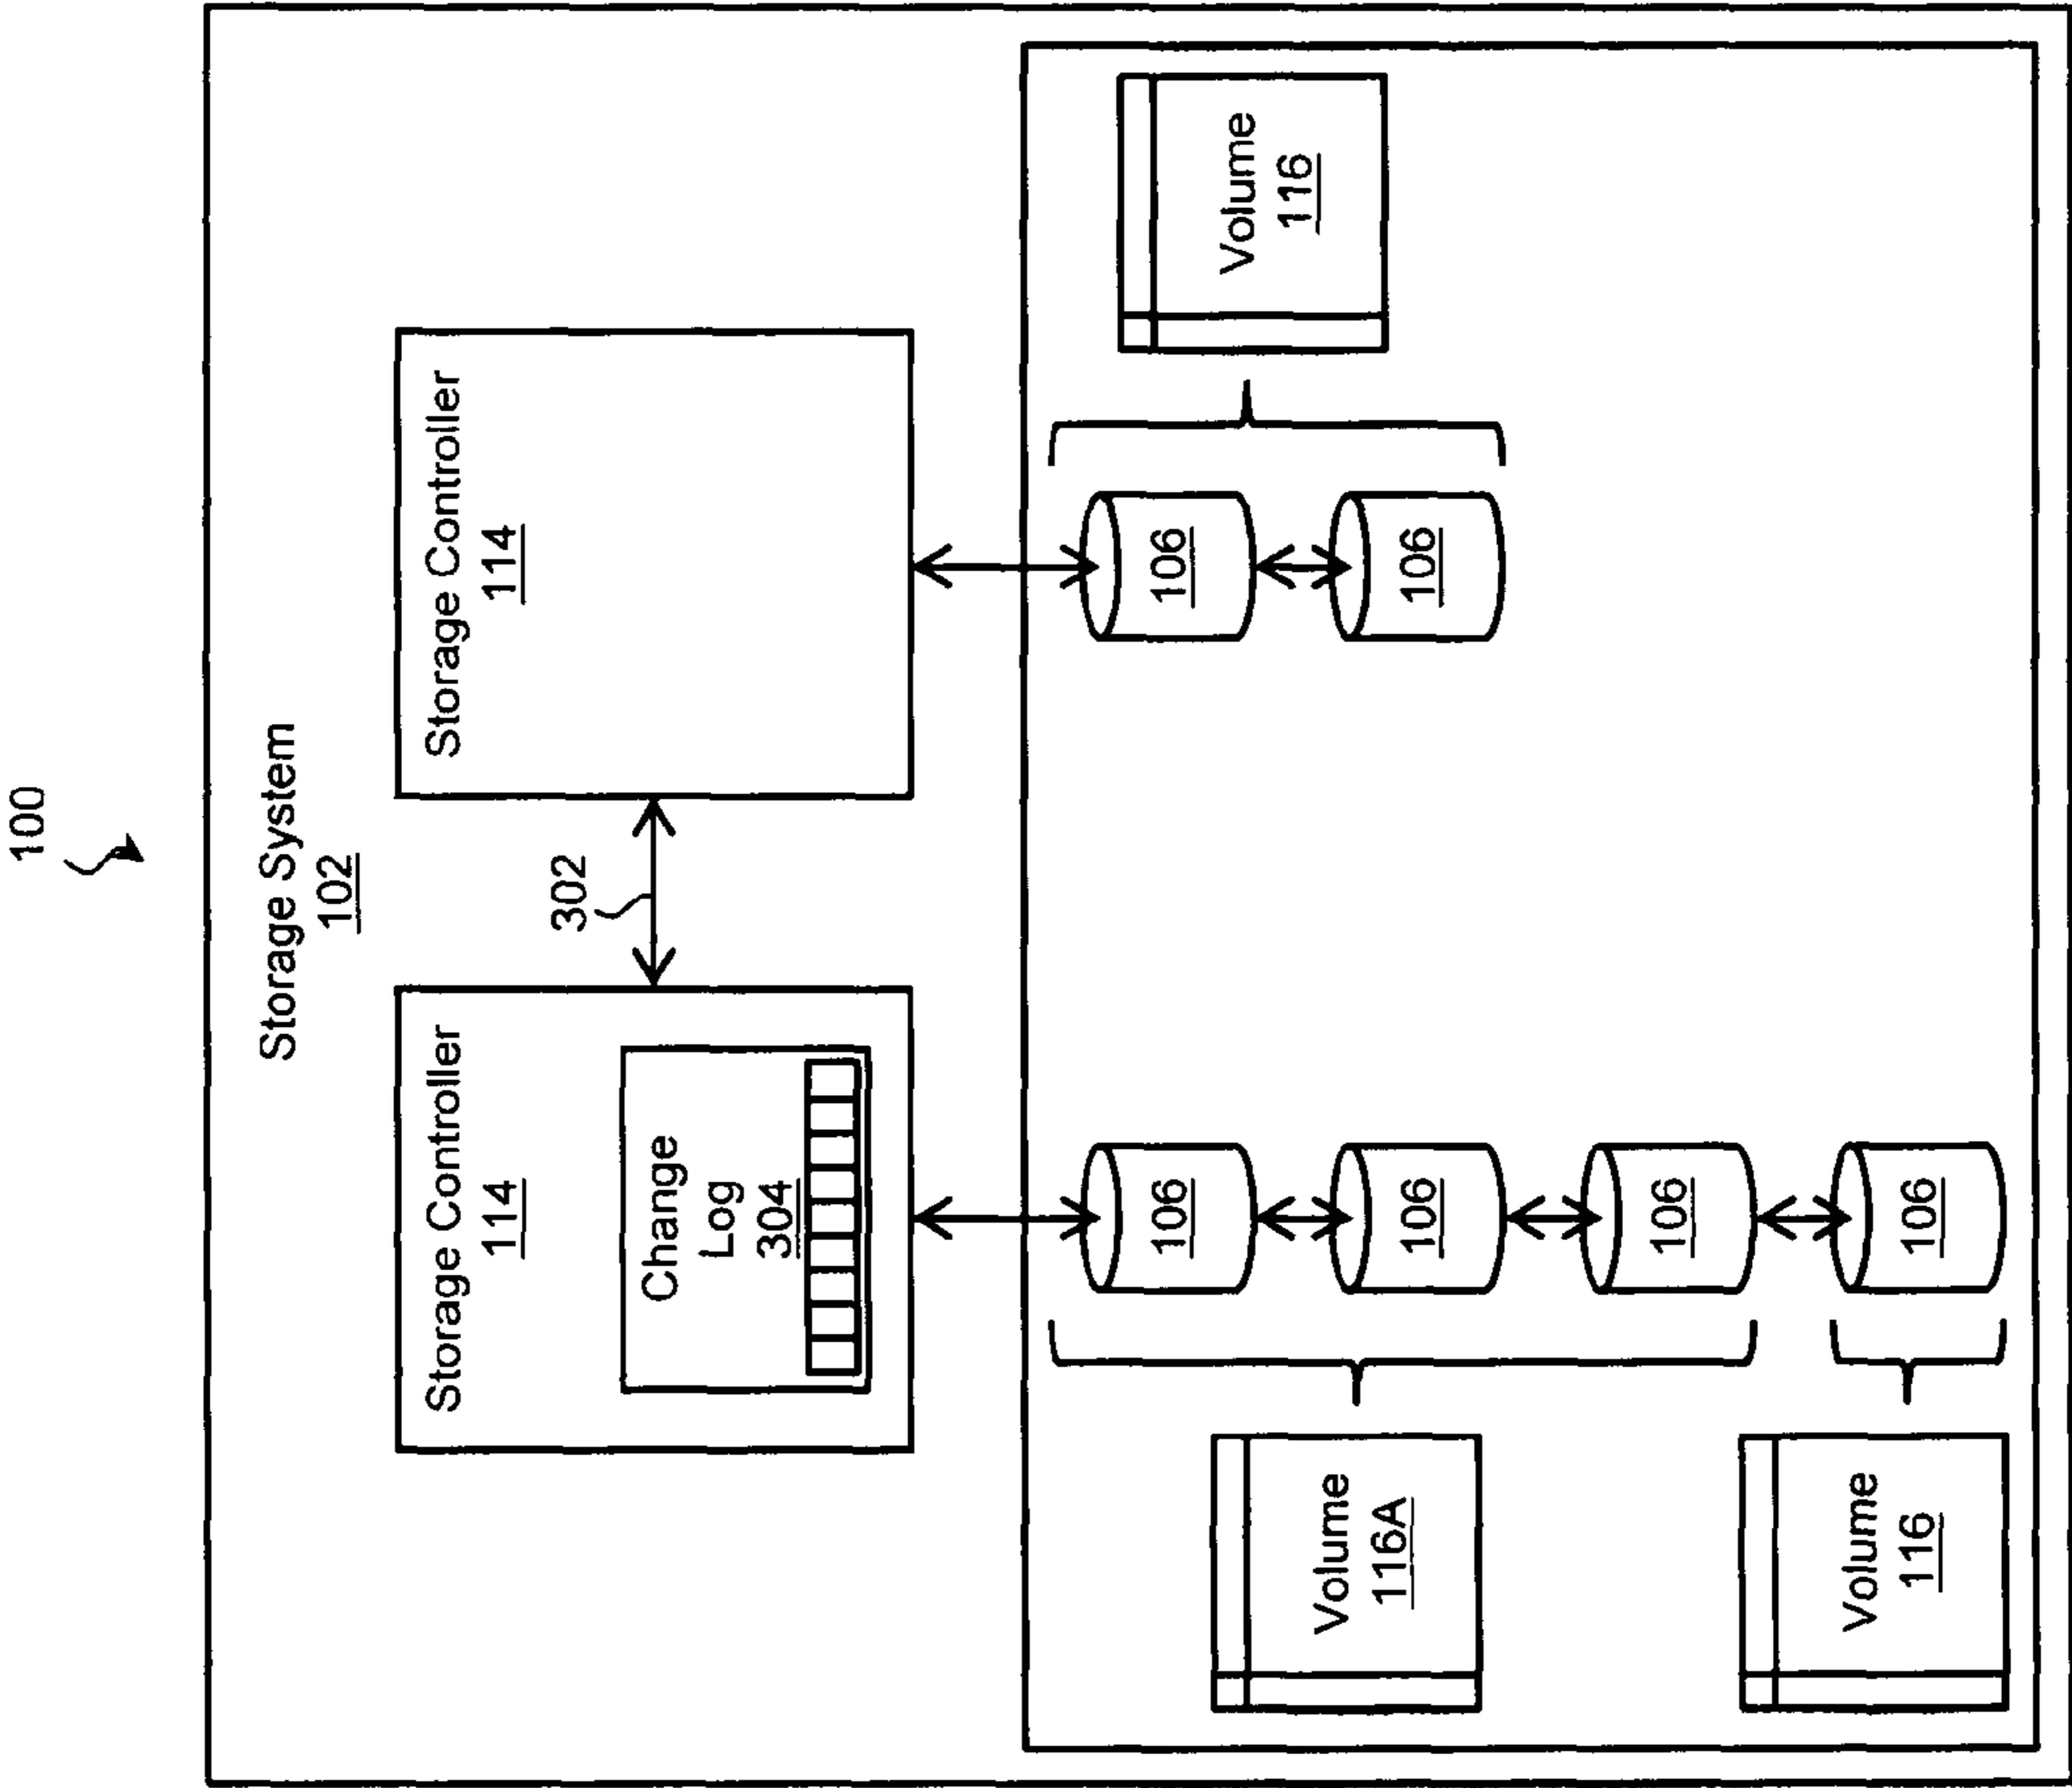 100
Storage System
102
Storage Controller
114
Change
Log
304
302
Storage Controller
114
Volume
116A
Volume
116
106
106
106
106
106
106
Volume
116